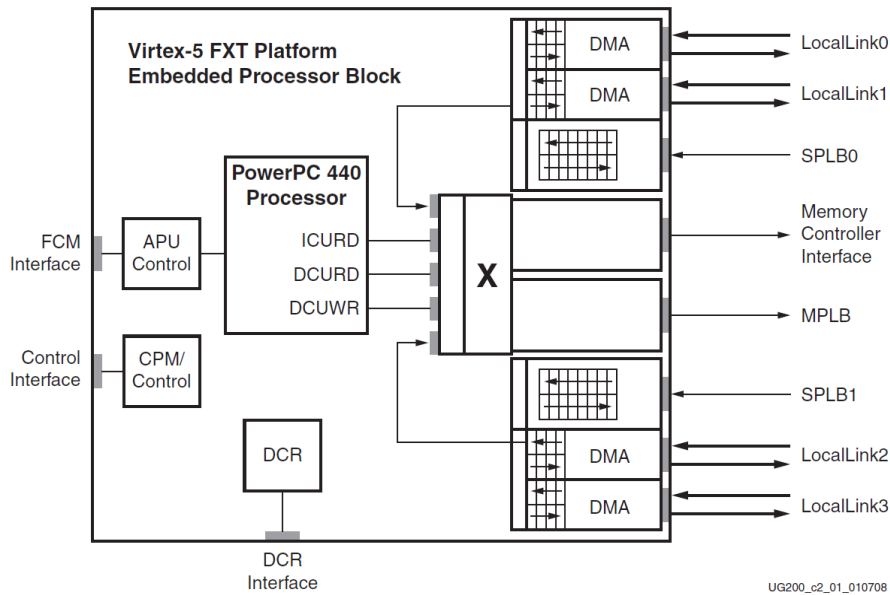 Virtex-5 FXT Platform
Embedded Processor Block
DMA
LocalLink0
DMA
LocalLink1
SPLB0
PowerPC 440
Processor
ICURD
DCURD
DCUWR
FCM
Interface
APU
Control
X
Memory
Controller
Interface
MPLB
Control
Interface
CPM/
Control
SPLB1
DCR
DMA
LocalLink2
DMA
LocalLink3
DCR
Interface
UG200_c2_01_010708